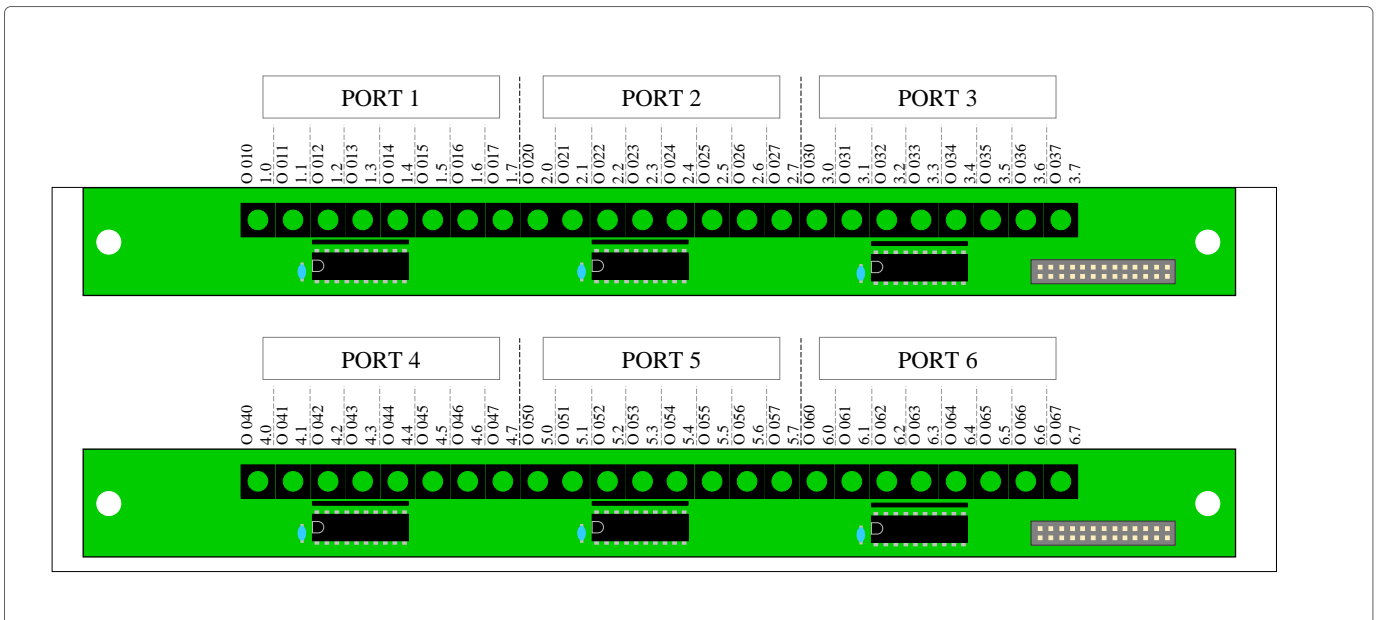 PORT 1
PORT 2
PORT 3
O 010
1.0
O 011
1.1
O 012
1.2
O 013
1.3
O 014
1.4
O 015
1.5
O 016
1.6
O 017
1.7
O 020
2.0
O 021
2.1
O 022
2.2
O 023
2.3
O 024
2.4
O 025
2.5
O 026
2.6
O 027
2.7
O 030
3.0
O 031
3.1
O 032
3.2
O 033
3.3
O 034
3.4
O 035
3.5
O 036
3.6
O 037
3.7
PORT 4
PORT 5
PORT 6
O 040
4.0
O 041
4.1
O 042
4.2
O 043
4.3
O 044
4.4
O 045
4.5
O 046
4.6
O 047
4.7
O 050
5.0
O 051
5.1
O 052
5.2
O 053
5.3
O 054
5.4
O 055
5.5
O 056
5.6
O 057
5.7
O 060
6.0
O 061
6.1
O 062
6.2
O 063
6.3
O 064
6.4
O 065
6.5
O 066
6.6
O 067
6.7